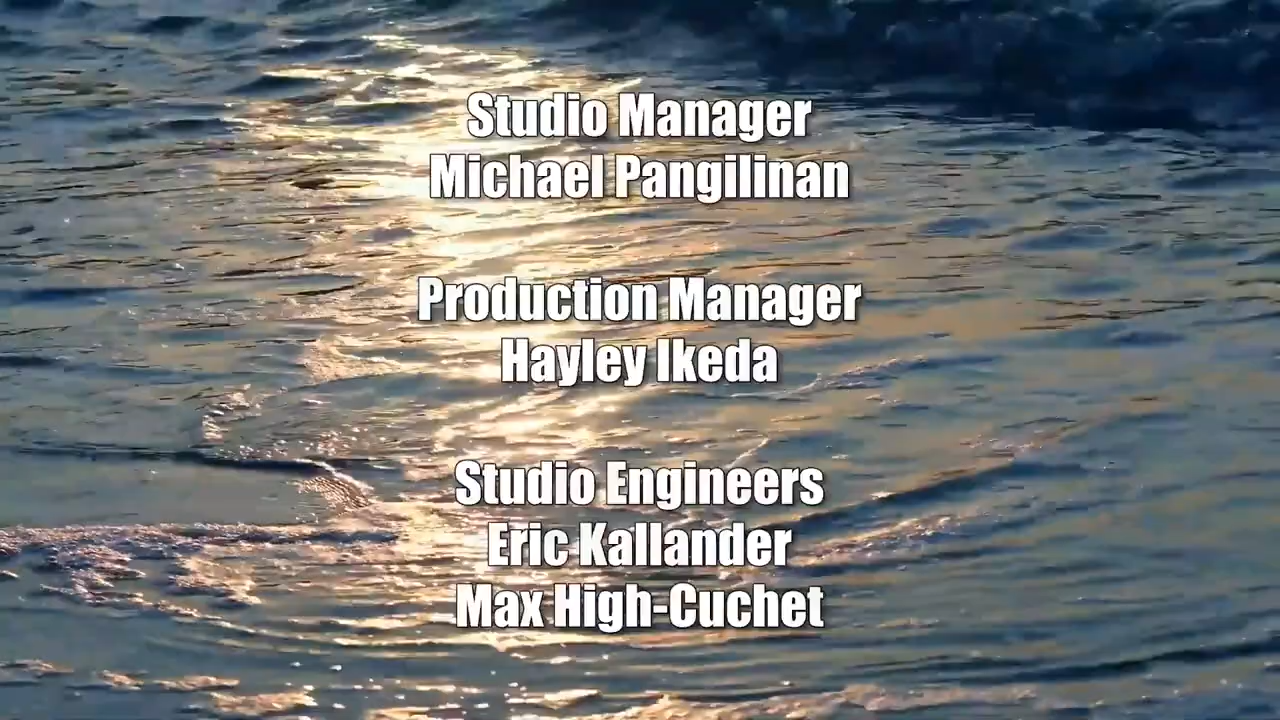 Studio Manager
Michael Pangilinan
Production Manager
Hayley Ikeda
Studio Engineers
Eric Kallander
Max High-Cuchet